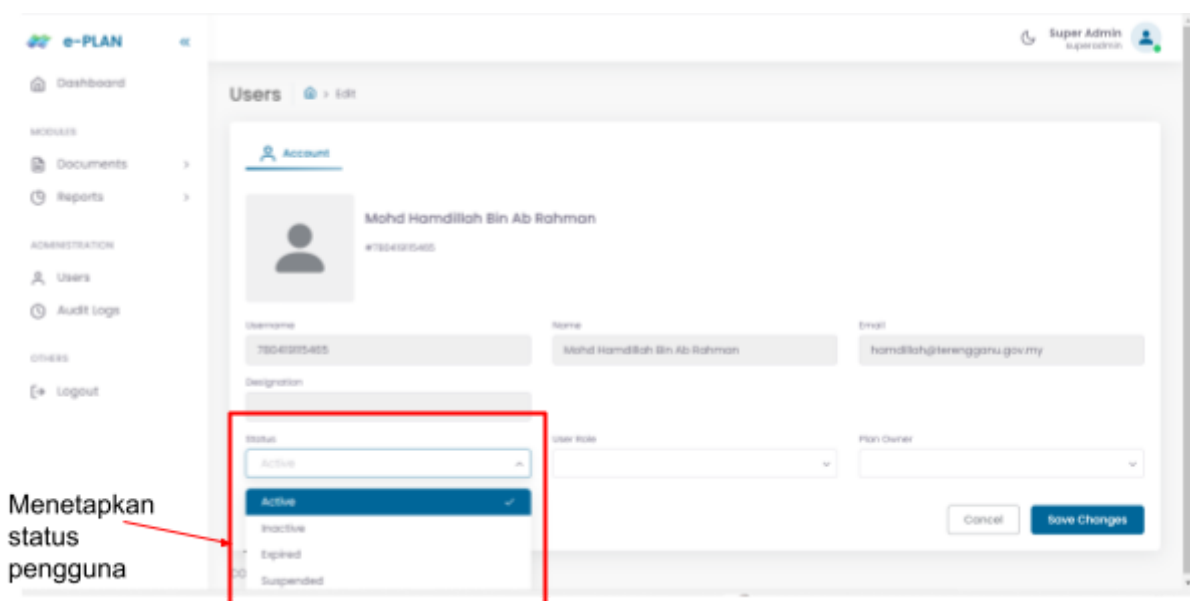 e-PLAN
Super Admin
superadmin
Dashboard
Users
> Edit
MODULES
Account
Documents
Reports
Mohd Hamdillah Bin Ab Rahman
ADMINISTRATION
Users
Audit Logs
Username
Name
Email
Mohd Hamdillah Bin Ab Rahman
hamdillah@terengganu.gov.my
OTHERS
Logout
Designation
Status
User Role
Plan Owner
Active
Active
Inactive
Expired
Suspended
Cancel
Save Changes
Menetapkan
status
pengguna